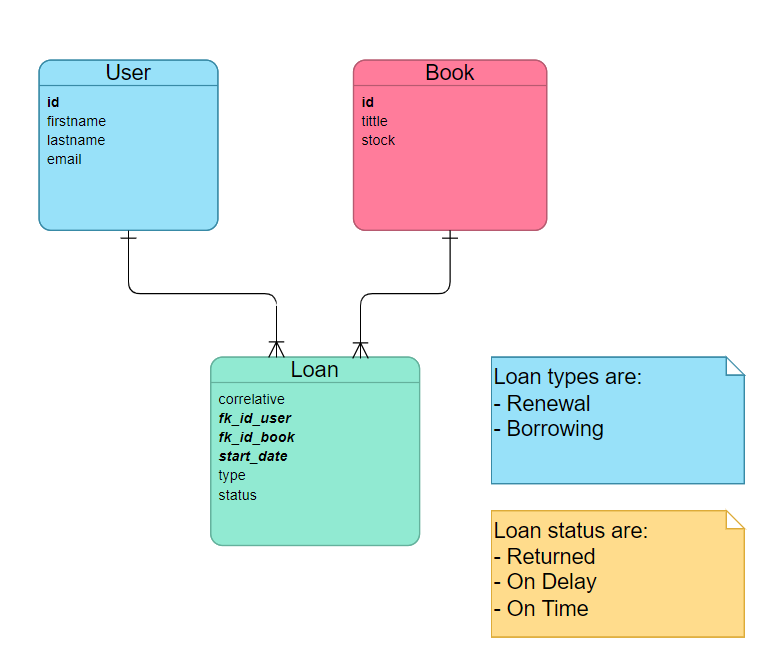 User
id
firstname
lastname
email
Book
id
tittle
stock
Loan
correlative
fk_id_user
fk_id_book
start_date
type
status
Loan types are:
- Renewal
- Borrowing
Loan status are:
- Returned
- On Delay
- On Time